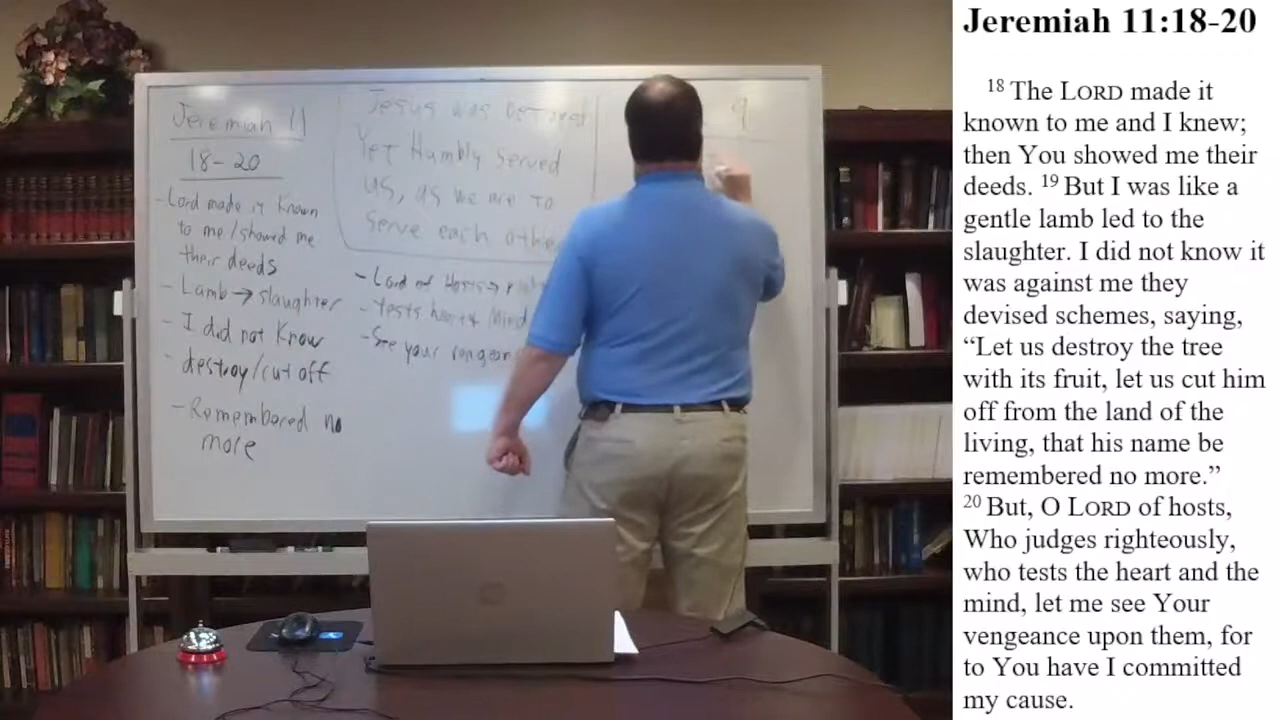 Jeremiah 11
18-20
- Lord made it known
to me/showed me
their deeds
- Lamb → slaughter
- I did not know
- destroy/cut off
- Remembered no
more
Jesus was
Yet Humbly served
us, as we are to
serve each othe
- Lord of Hosts →
- tests heart & Mind
- See your vengean
9
Jeremiah 11:18-20
18 The LORD made it
known to me and I knew;
then You showed me their
deeds. 19 But I was like a
gentle lamb led to the
slaughter. I did not know it
was against me they
devised schemes, saying,
“Let us destroy the tree
with its fruit, let us cut him
off from the land of the
living, that his name be
remembered no more.”
20 But, O LORD of hosts,
Who judges righteously,
who tests the heart and the
mind, let me see Your
vengeance upon them, for
to You have I committed
my cause.